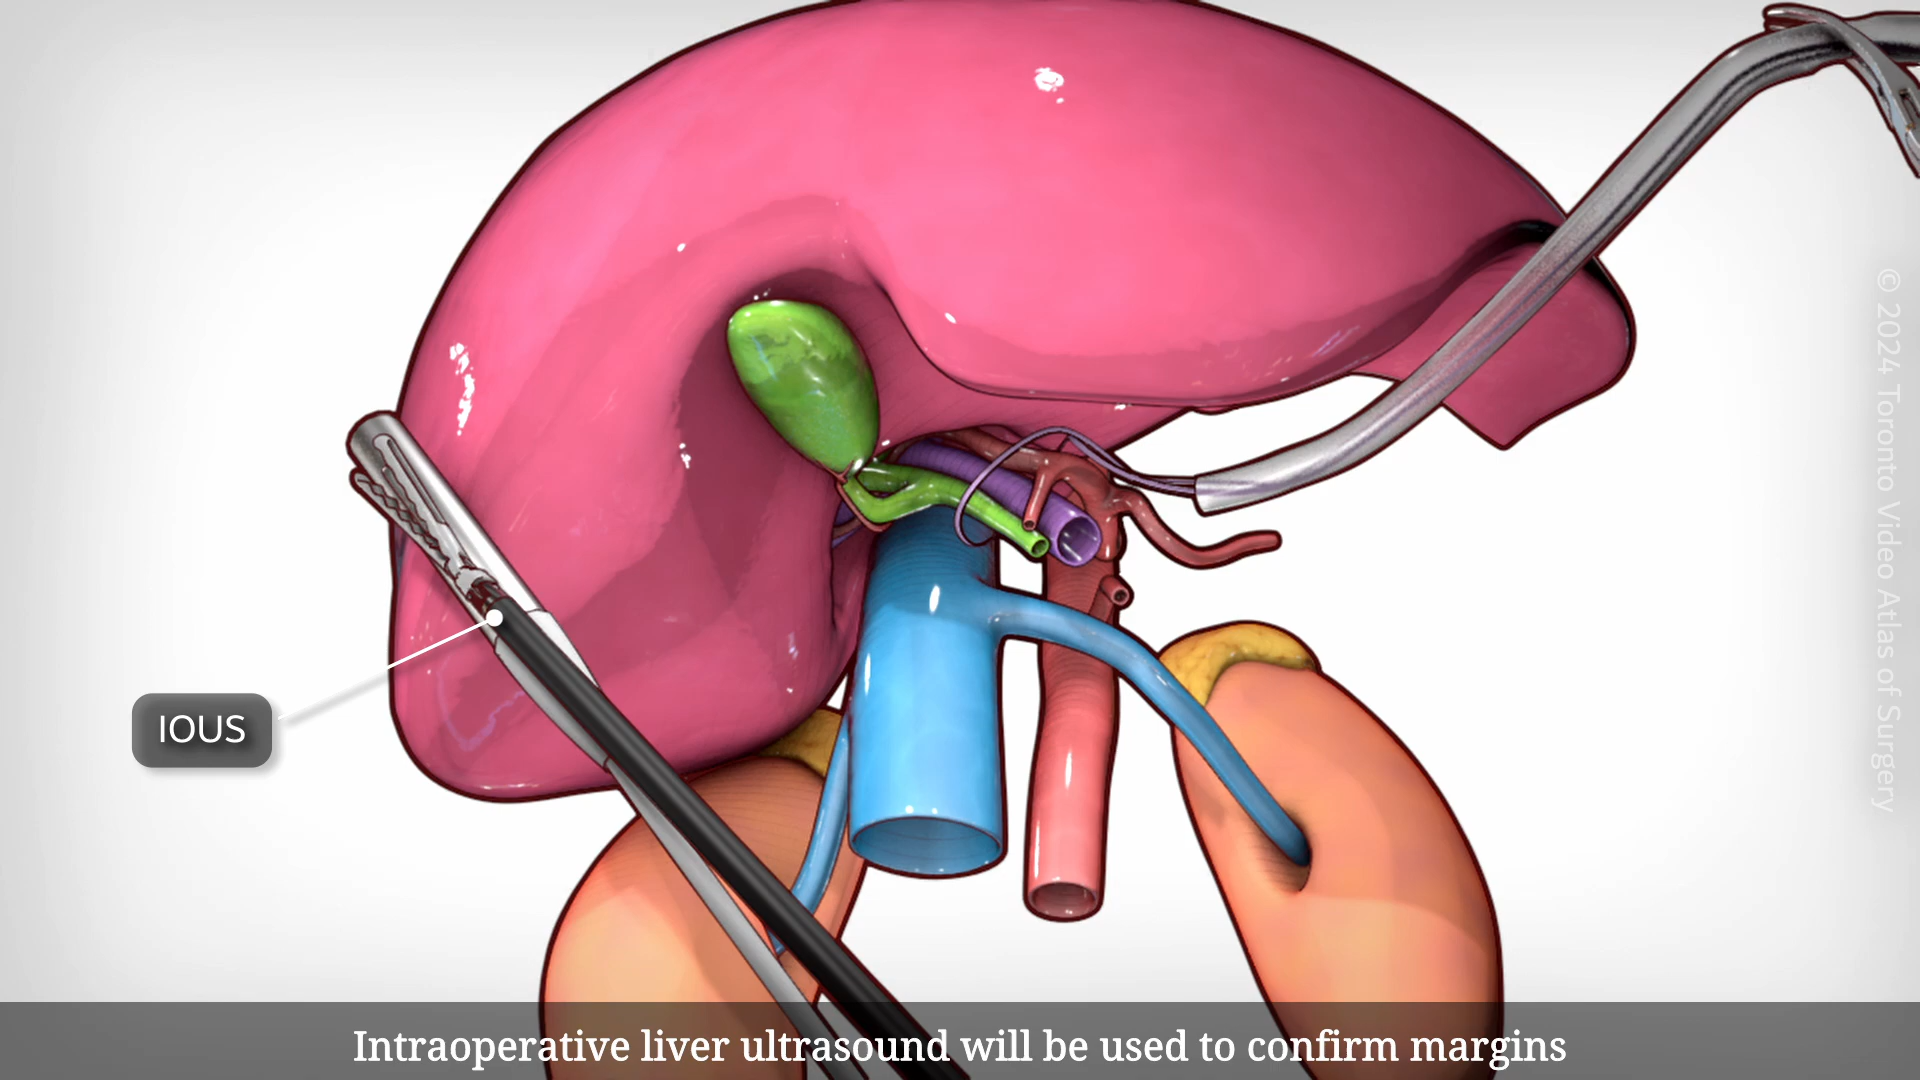 IOUS
© 2024 Toronto Video Atlas of Surgery
Intraoperative liver ultrasound will be used to confirm margins